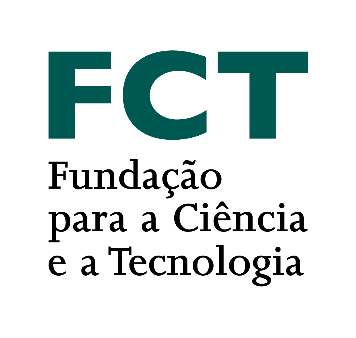 FCT
Fundação
para a Ciência
e a Tecnologia